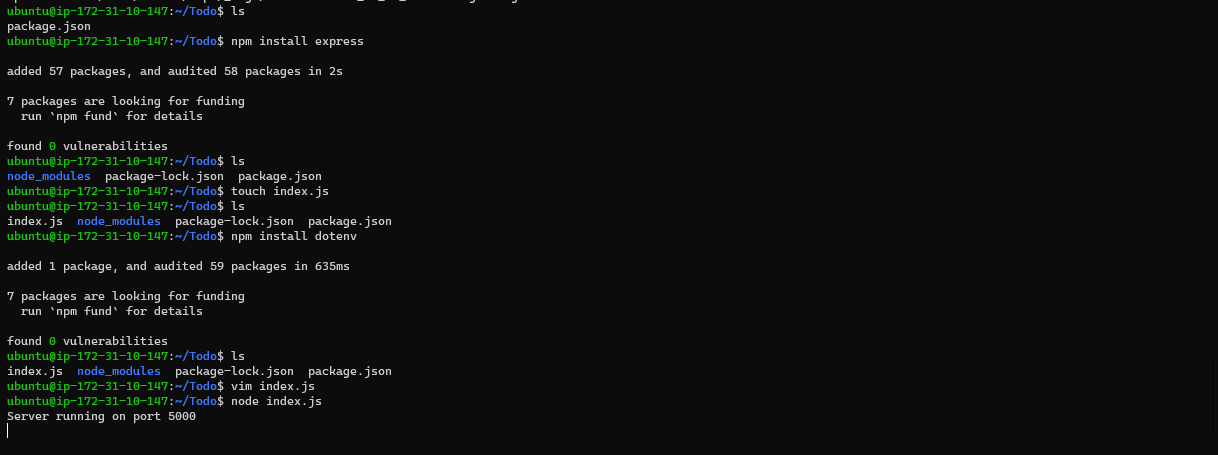 ubuntu@ip-172-31-10-147:~/Todo$ ls
package.json
ubuntu@ip-172-31-10-147:~/Todo$ npm install express
added 57 packages, and audited 58 packages in 2s
7 packages are looking for funding
  run `npm fund` for details
found 0 vulnerabilities
ubuntu@ip-172-31-10-147:~/Todo$ ls
node_modules  package-lock.json  package.json
ubuntu@ip-172-31-10-147:~/Todo$ touch index.js
ubuntu@ip-172-31-10-147:~/Todo$ ls
index.js  node_modules  package-lock.json  package.json
ubuntu@ip-172-31-10-147:~/Todo$ npm install dotenv
added 1 package, and audited 59 packages in 635ms
7 packages are looking for funding
  run `npm fund` for details
found 0 vulnerabilities
ubuntu@ip-172-31-10-147:~/Todo$ ls
index.js  node_modules  package-lock.json  package.json
ubuntu@ip-172-31-10-147:~/Todo$ vim index.js
ubuntu@ip-172-31-10-147:~/Todo$ node index.js
Server running on port 5000